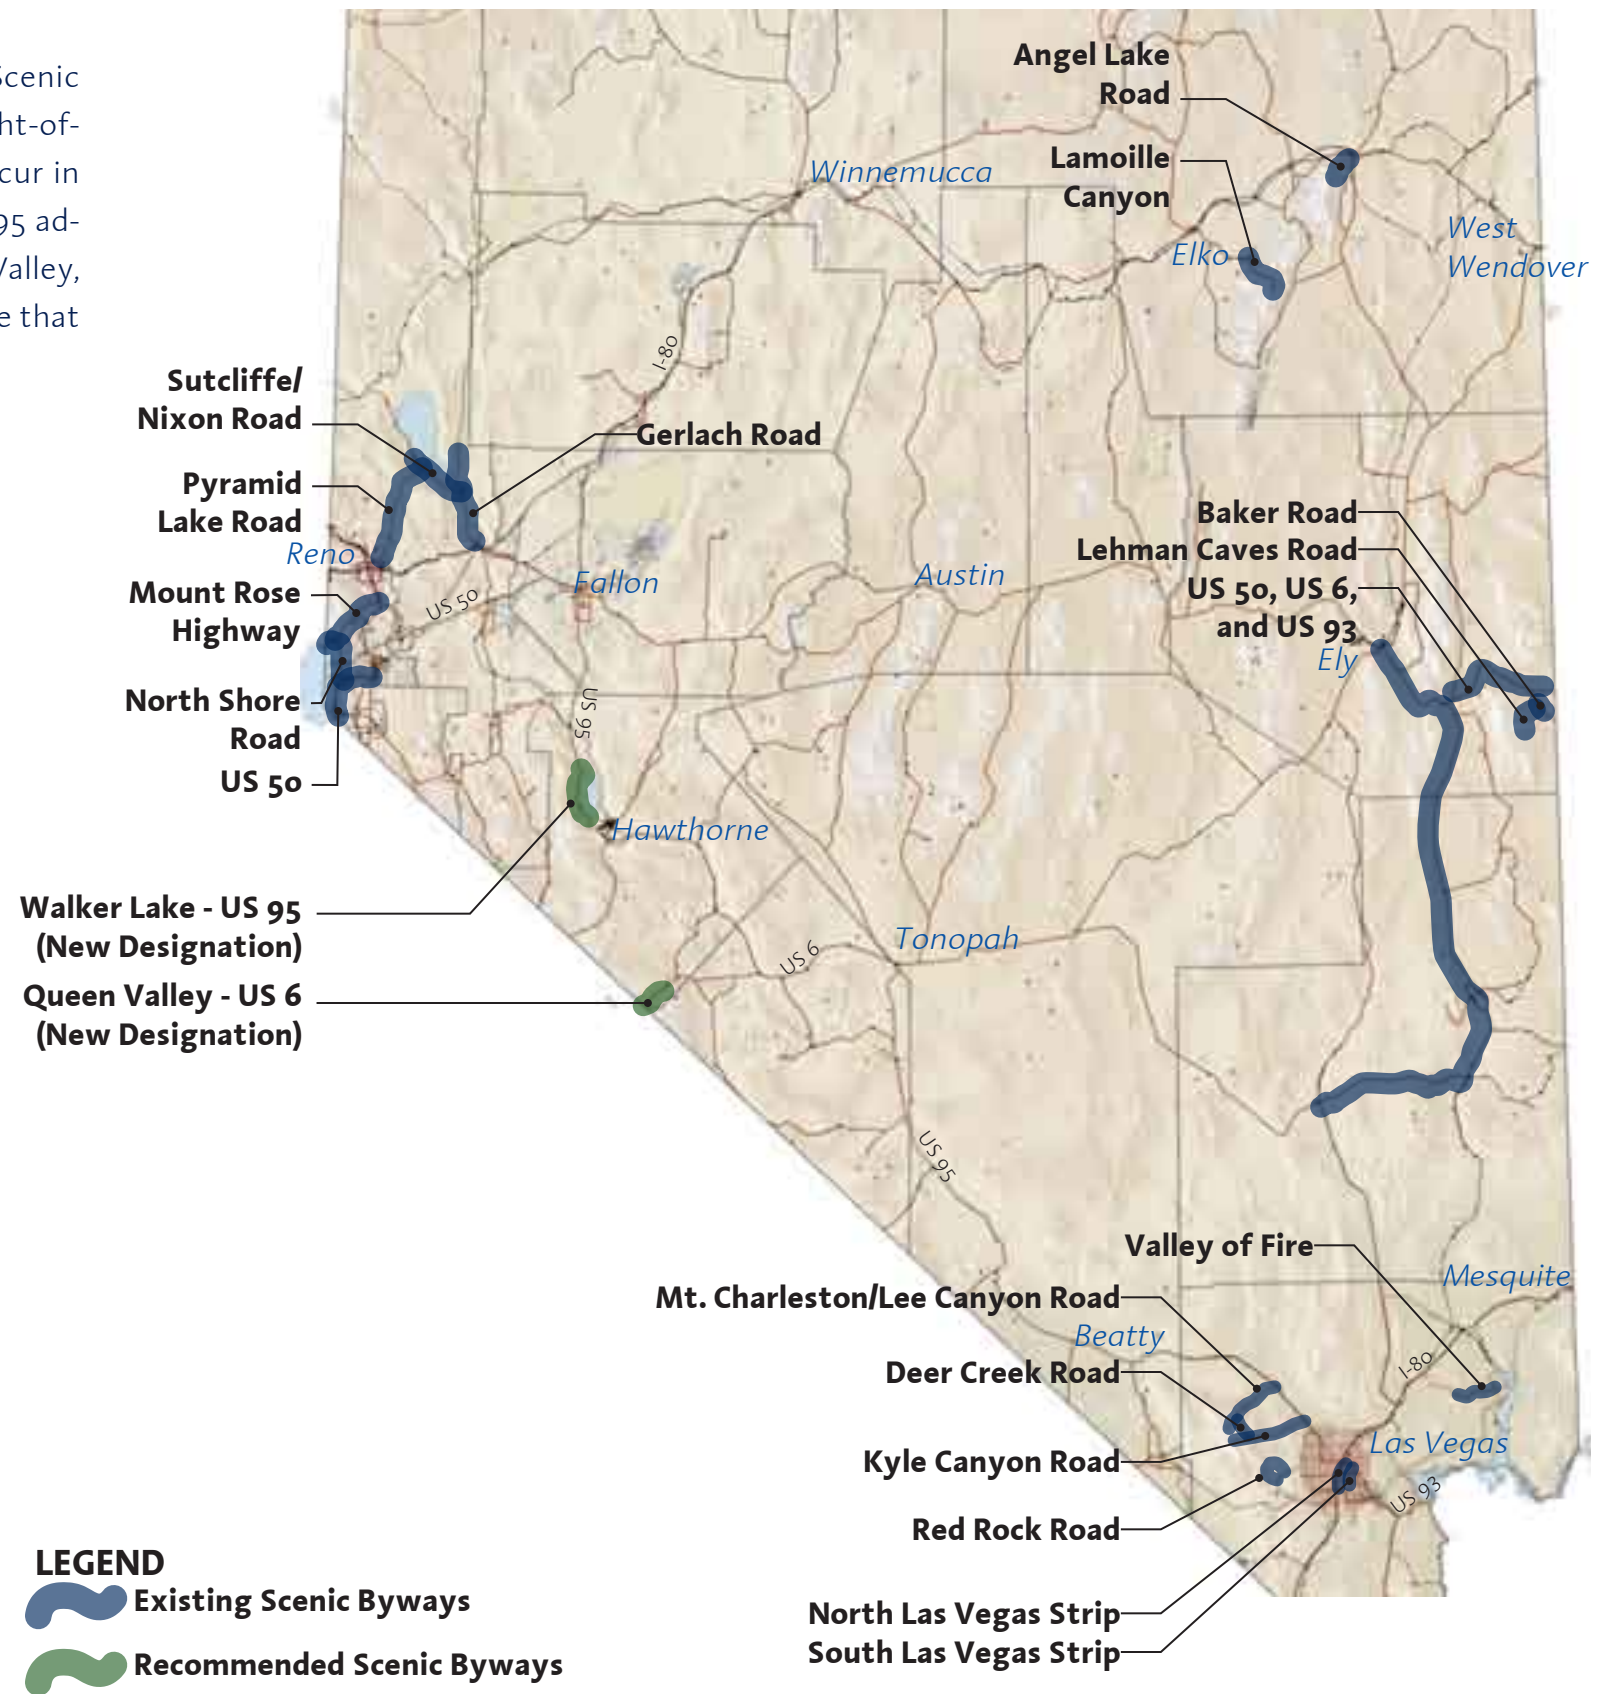 Scenic
ht-of-
cur in
95 ad-
Valley,
e that
Angel Lake
Road
Lamoille
Canyon
Winnemucca
Elko
West
Wendover
I-80
Sutcliffe/
Nixon Road
Gerlach Road
Pyramid
Lake Road
Reno
Mount Rose
Highway
US 50
Fallon
Austin
Baker Road
Lehman Caves Road
US 50, US 6,
and US 93
Ely
North Shore
Road
US 50
US 95
Hawthorne
Walker Lake - US 95
(New Designation)
Queen Valley - US 6
(New Designation)
US 6
Tonopah
US 95
Valley of Fire
Mesquite
Mt. Charleston/Lee Canyon Road
Beatty
Deer Creek Road
I-80
Kyle Canyon Road
Las Vegas
US 93
Red Rock Road
North Las Vegas Strip
South Las Vegas Strip
LEGEND
Existing Scenic Byways
Recommended Scenic Byways